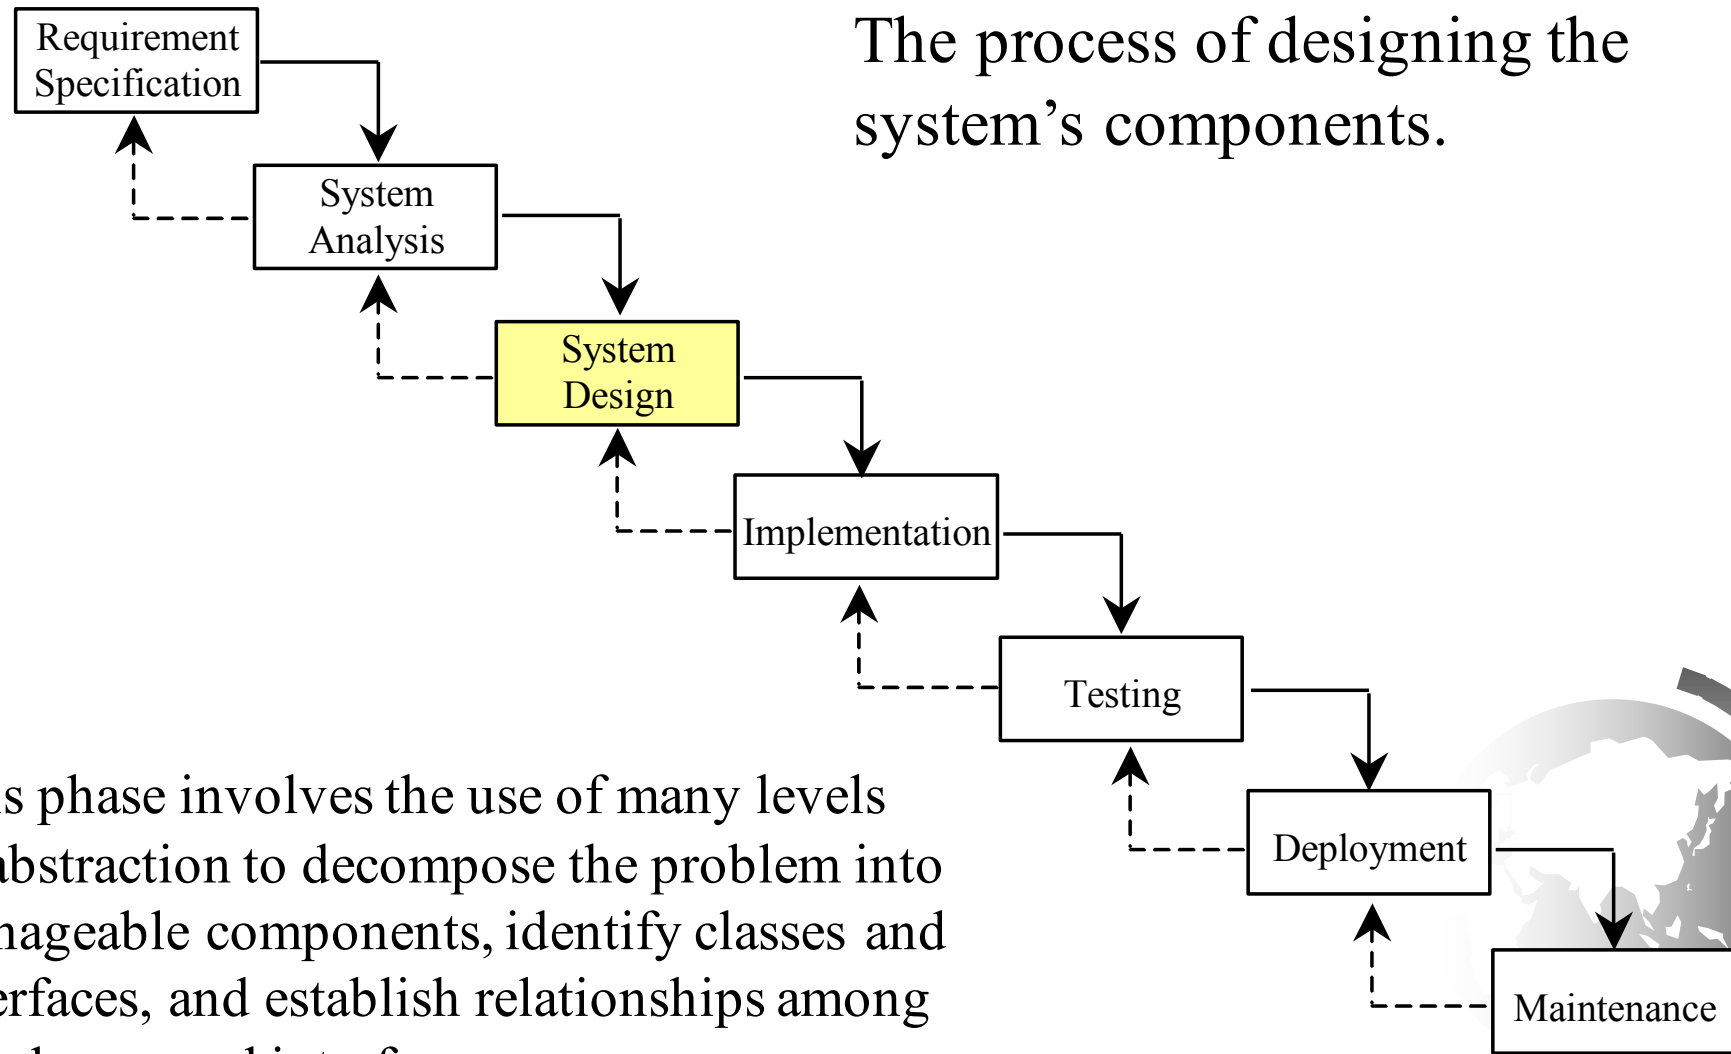 Requirement
Specification
The process of designing the
system's components.
System
Analysis
System
Design
Implementation
Testing
Deployment
Maintenance
s phase involves the use of many levels
abstraction to decompose the problem into
nageable components, identify classes and
erfaces, and establish relationships among